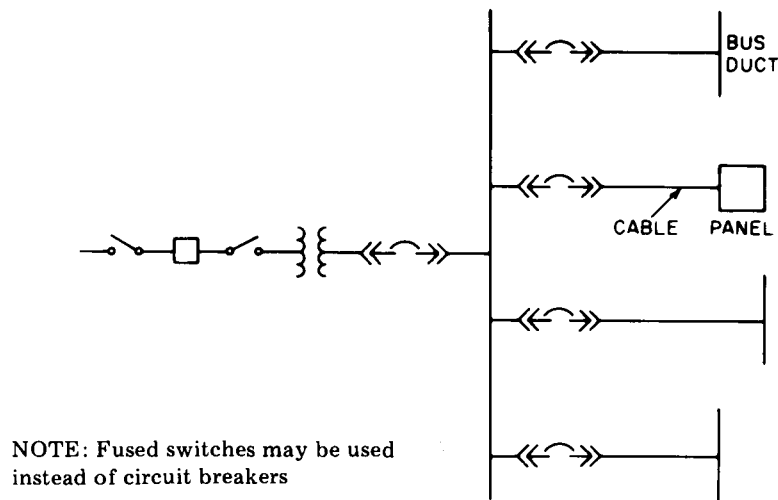 BUS
DUCT
CABLE
PANEL
NOTE: Fused switches may be used
instead of circuit breakers